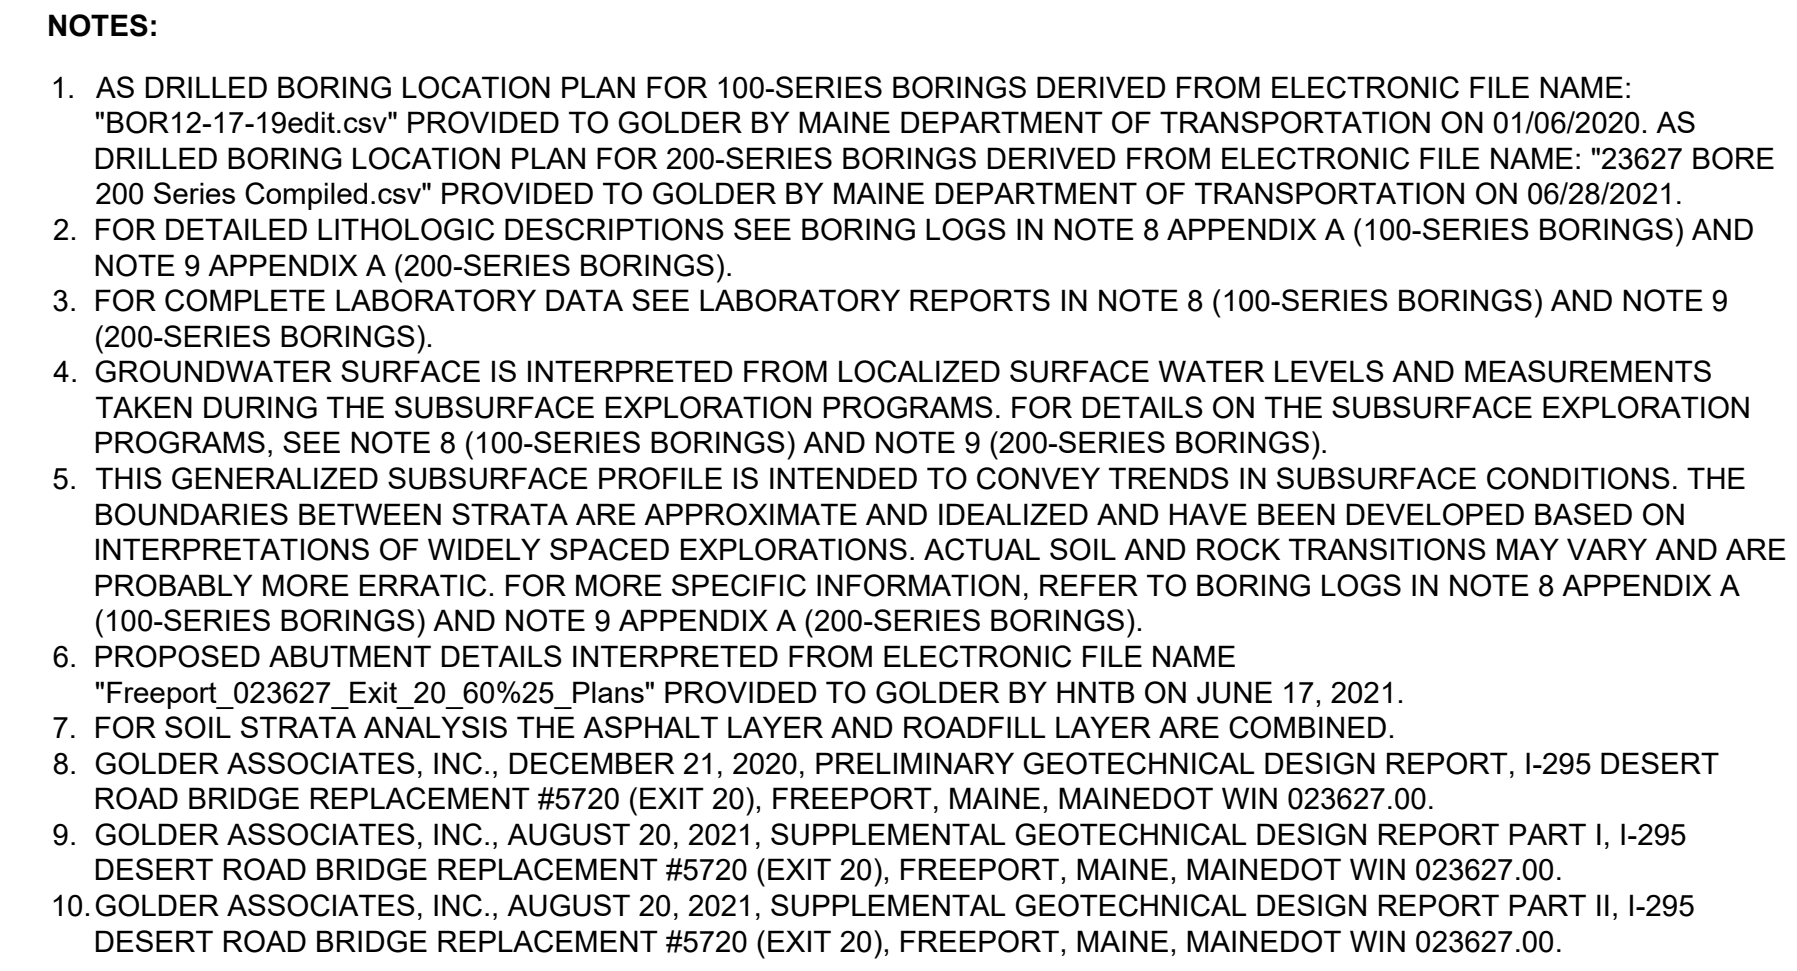 NOTES:
1. AS DRILLED BORING LOCATION PLAN FOR 100-SERIES BORINGS DERIVED FROM ELECTRONIC FILE NAME:
"BOR12-17-19edit.csv" PROVIDED TO GOLDER BY MAINE DEPARTMENT OF TRANSPORTATION ON 01/06/2020. AS
DRILLED BORING LOCATION PLAN FOR 200-SERIES BORINGS DERIVED FROM ELECTRONIC FILE NAME: "23627 BORE
200 Series Compiled.csv" PROVIDED TO GOLDER BY MAINE DEPARTMENT OF TRANSPORTATION ON 06/28/2021.
2. FOR DETAILED LITHOLOGIC DESCRIPTIONS SEE BORING LOGS IN NOTE 8 APPENDIX A (100-SERIES BORINGS) AND
NOTE 9 APPENDIX A (200-SERIES BORINGS).
3. FOR COMPLETE LABORATORY DATA SEE LABORATORY REPORTS IN NOTE 8 (100-SERIES BORINGS) AND NOTE 9
(200-SERIES BORINGS).
4. GROUNDWATER SURFACE IS INTERPRETED FROM LOCALIZED SURFACE WATER LEVELS AND MEASUREMENTS
TAKEN DURING THE SUBSURFACE EXPLORATION PROGRAMS. FOR DETAILS ON THE SUBSURFACE EXPLORATION
PROGRAMS, SEE NOTE 8 (100-SERIES BORINGS) AND NOTE 9 (200-SERIES BORINGS).
5. THIS GENERALIZED SUBSURFACE PROFILE IS INTENDED TO CONVEY TRENDS IN SUBSURFACE CONDITIONS. THE
BOUNDARIES BETWEEN STRATA ARE APPROXIMATE AND IDEALIZED AND HAVE BEEN DEVELOPED BASED ON
INTERPRETATIONS OF WIDELY SPACED EXPLORATIONS. ACTUAL SOIL AND ROCK TRANSITIONS MAY VARY AND ARE
PROBABLY MORE ERRATIC. FOR MORE SPECIFIC INFORMATION, REFER TO BORING LOGS IN NOTE 8 APPENDIX A
(100-SERIES BORINGS) AND NOTE 9 APPENDIX A (200-SERIES BORINGS).
6. PROPOSED ABUTMENT DETAILS INTERPRETED FROM ELECTRONIC FILE NAME
"Freeport_023627_Exit_20_60%25_Plans" PROVIDED TO GOLDER BY HNTB ON JUNE 17, 2021.
7. FOR SOIL STRATA ANALYSIS THE ASPHALT LAYER AND ROADFILL LAYER ARE COMBINED.
8. GOLDER ASSOCIATES, INC., DECEMBER 21, 2020, PRELIMINARY GEOTECHNICAL DESIGN REPORT, I-295 DESERT
ROAD BRIDGE REPLACEMENT #5720 (EXIT 20), FREEPORT, MAINE, MAINEDOT WIN 023627.00.
9. GOLDER ASSOCIATES, INC., AUGUST 20, 2021, SUPPLEMENTAL GEOTECHNICAL DESIGN REPORT PART I, I-295
DESERT ROAD BRIDGE REPLACEMENT #5720 (EXIT 20), FREEPORT, MAINE, MAINEDOT WIN 023627.00.
10. GOLDER ASSOCIATES, INC., AUGUST 20, 2021, SUPPLEMENTAL GEOTECHNICAL DESIGN REPORT PART II, I-295
DESERT ROAD BRIDGE REPLACEMENT #5720 (EXIT 20), FREEPORT, MAINE, MAINEDOT WIN 023627.00.